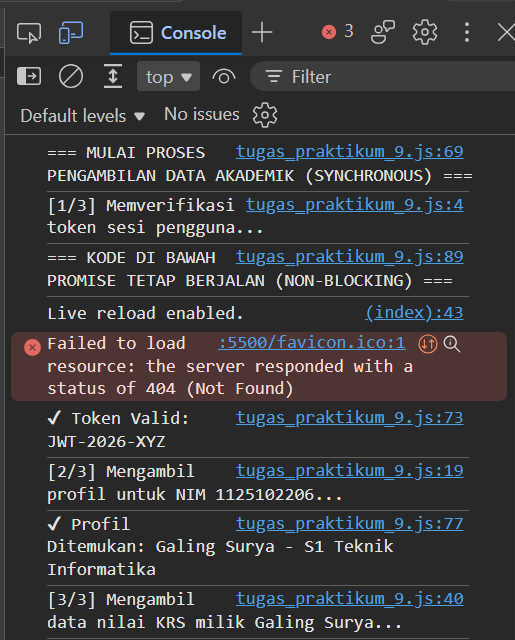 Console
3
top
Filter
Default levels
No issues
=== MULAI PROSES tugas_praktikum_9.js:69
PENGAMBILAN DATA AKADEMIK (SYNCHRONOUS) ===
[1/3] Memverifikasi tugas_praktikum_9.js:4
token sesi pengguna...
=== KODE DI BAWAH tugas_praktikum_9.js:89
PROMISE TETAP BERJALAN (NON-BLOCKING) ===
Live reload enabled. (index):43
Failed to load :5500/favicon.ico:1
resource: the server responded with a
status of 404 (Not Found)
✔ Token Valid: tugas_praktikum_9.js:73
JWT-2026-XYZ
[2/3] Mengambil tugas_praktikum_9.js:19
profil untuk NIM 1125102206...
✔ Profil tugas_praktikum_9.js:77
Ditemukan: Galing Surya - S1 Teknik
Informatika
[3/3] Mengambil tugas_praktikum_9.js:40
data nilai KRS milik Galing Surya...